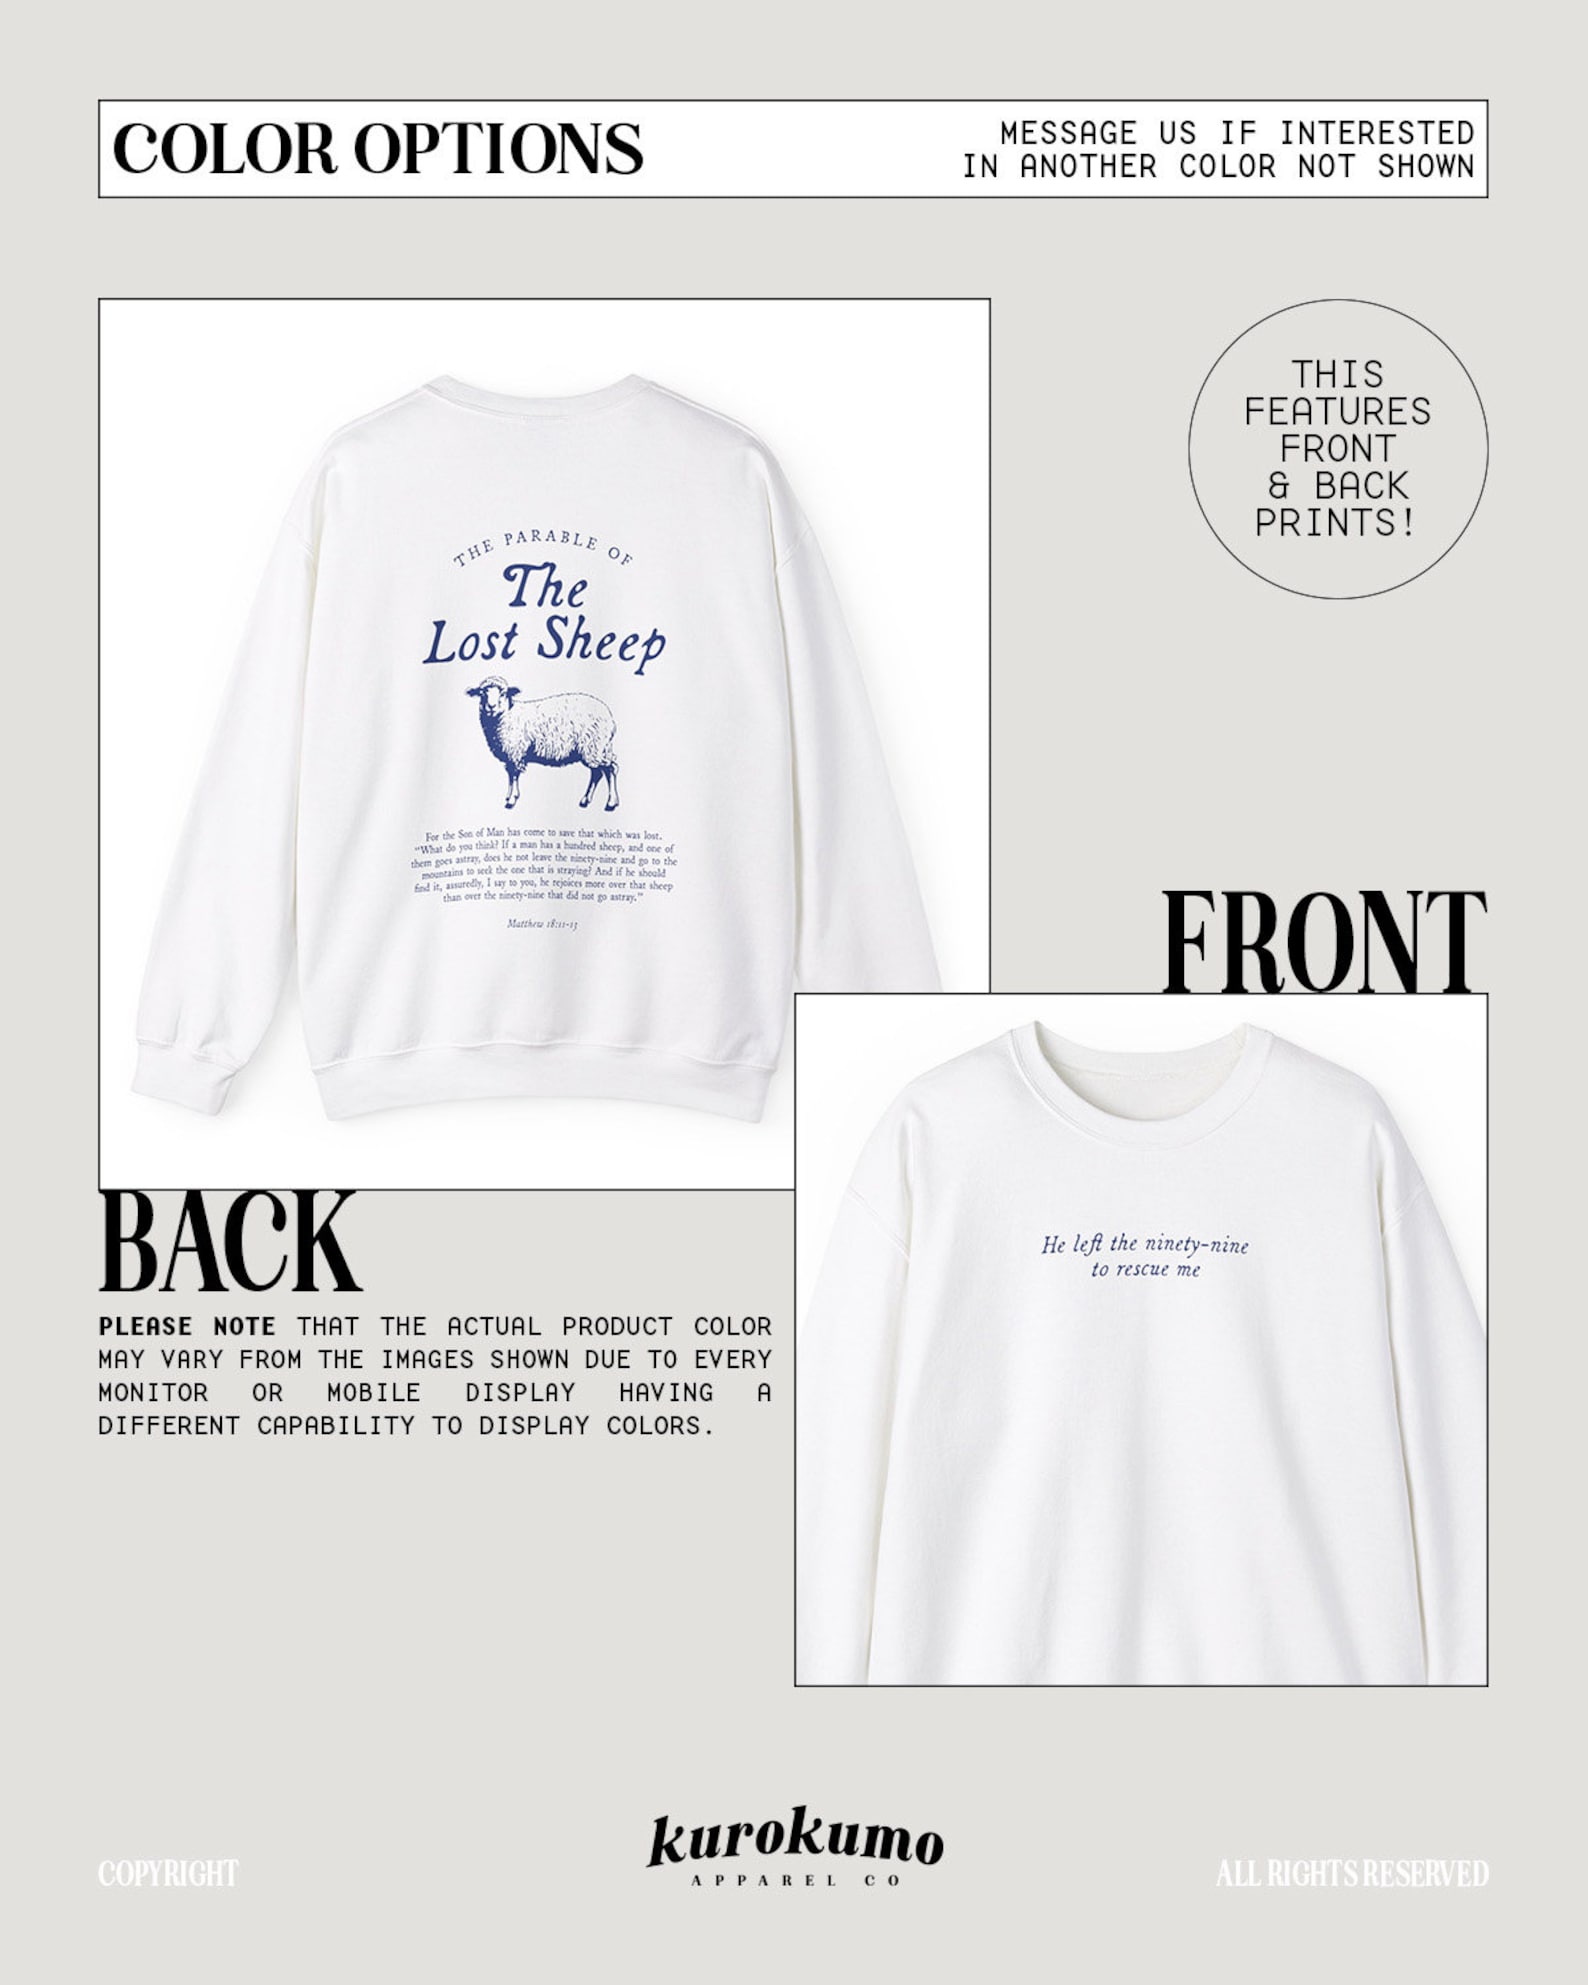 COLOR OPTIONS
MESSAGE US IF INTERESTED
IN ANOTHER COLOR NOT SHOWN
THIS
FEATURES
FRONT
& BACK
PRINTS!
THE PARABLE OF
The
Lost Sheep
For the Son of Man has come to save that which was lost.
"What do you think? If a man has a hundred sheep, and one of
them goes astray, does he not leave the ninety-nine and go to the
mountains to seek the one that is straying? And if he should
find it, assuredly, I say to you, he rejoices more over that sheep
than over the ninety-nine that did not go astray."
Matthew 18:11-13
FRONT
He left the ninety-nine
to rescue me
BACK
PLEASE NOTE THAT THE ACTUAL PRODUCT COLOR
MAY VARY FROM THE IMAGES SHOWN DUE TO EVERY
MONITOR OR MOBILE DISPLAY HAVING A
DIFFERENT CAPABILITY TO DISPLAY COLORS.
COPYRIGHT
kurokumo
APPAREL CO
ALL RIGHTS RESERVED